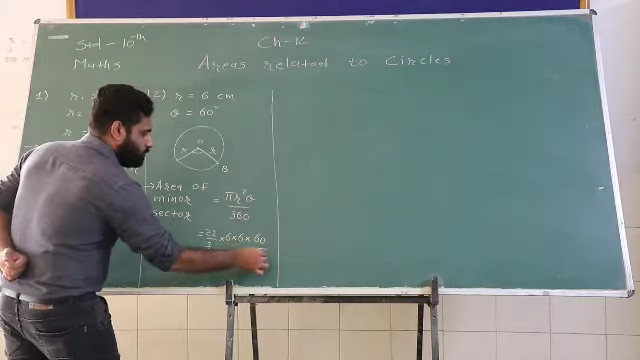 Std - 10th
Ch-12
Maths
Areas related to Circles
1)
r
r
(2) r = 6 cm
θ = 60°
O
r r
B
→ Area of
minor
sector
= πr²θ
360
= 22 × 6 × 6 × 60
7